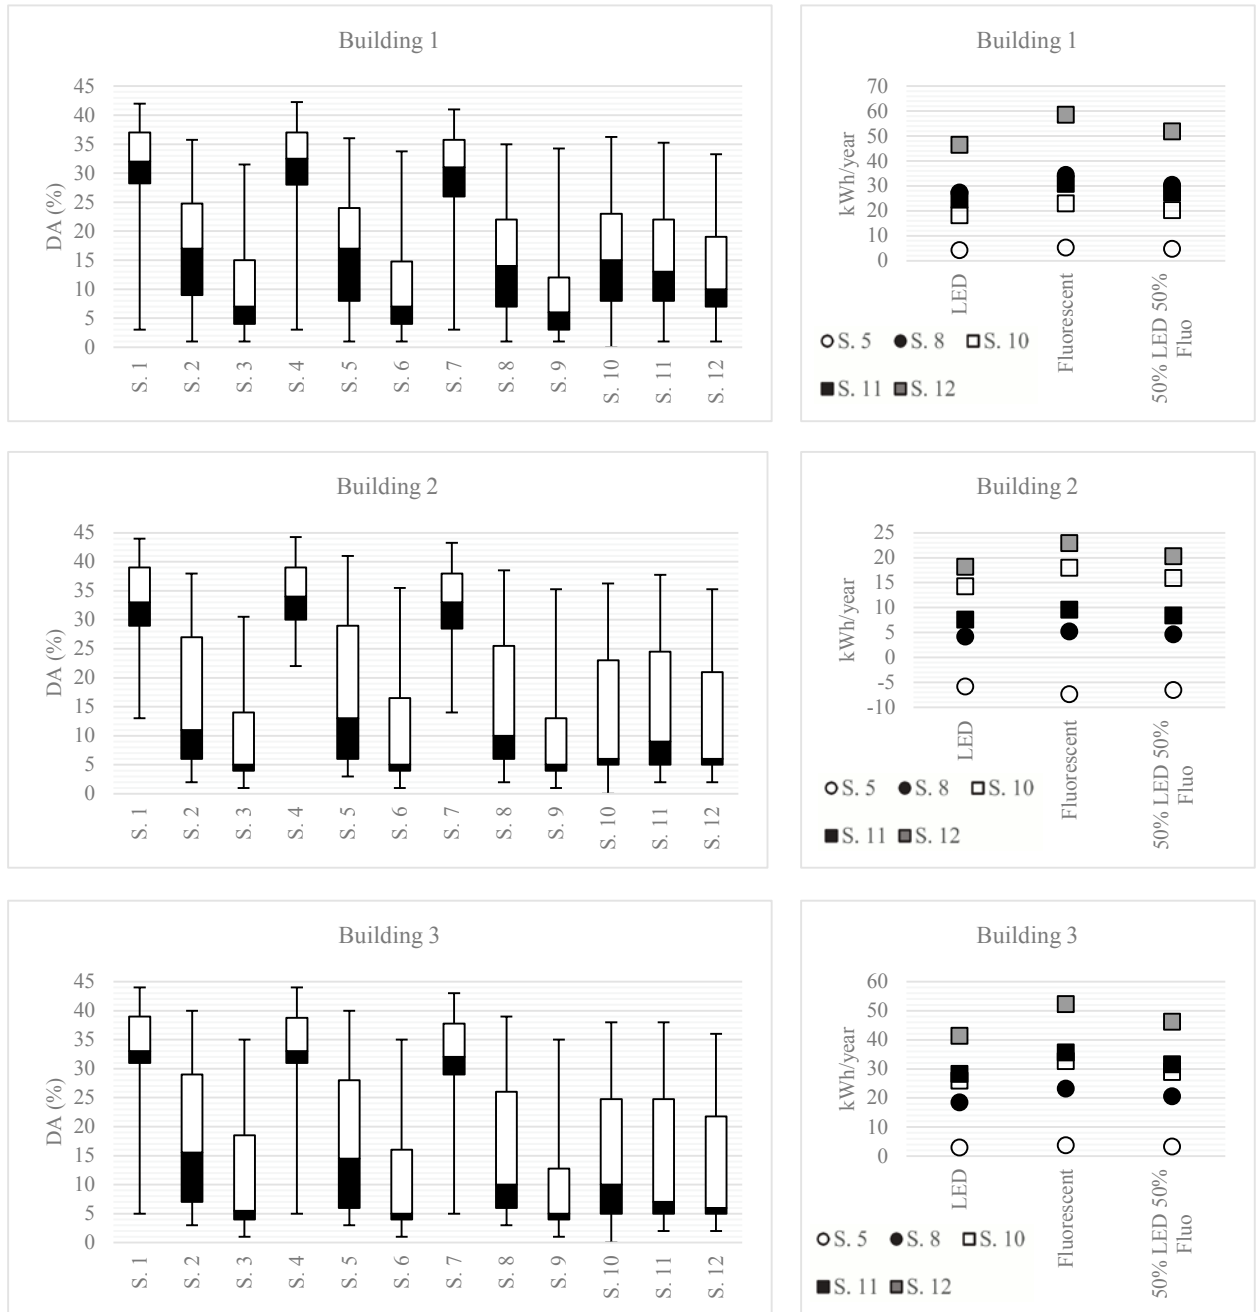 Building 1
45
40
35
30
25
20
15
10
5
0
DA (%)
S. 1
S. 2
S. 3
S. 4
S. 5
S. 6
S. 7
S. 8
S. 9
S. 10
S. 11
S. 12
Building 1
70
60
50
40
30
20
10
0
kWh/year
LED
Fluorescent
50% LED 50%
Fluo
S. 5 S. 8 S. 10
S. 11 S. 12
Building 2
45
40
35
30
25
20
15
10
5
0
DA (%)
S. 1
S. 2
S. 3
S. 4
S. 5
S. 6
S. 7
S. 8
S. 9
S. 10
S. 11
S. 12
Building 2
25
20
15
10
5
0
-5
-10
kWh/year
LED
Fluorescent
50% LED 50%
Fluo
S. 5 S. 8 S. 10
S. 11 S. 12
Building 3
45
40
35
30
25
20
15
10
5
0
DA (%)
S. 1
S. 2
S. 3
S. 4
S. 5
S. 6
S. 7
S. 8
S. 9
S. 10
S. 11
S. 12
Building 3
60
50
40
30
20
10
0
kWh/year
LED
Fluorescent
50% LED 50%
Fluo
S. 5 S. 8 S. 10
S. 11 S. 12